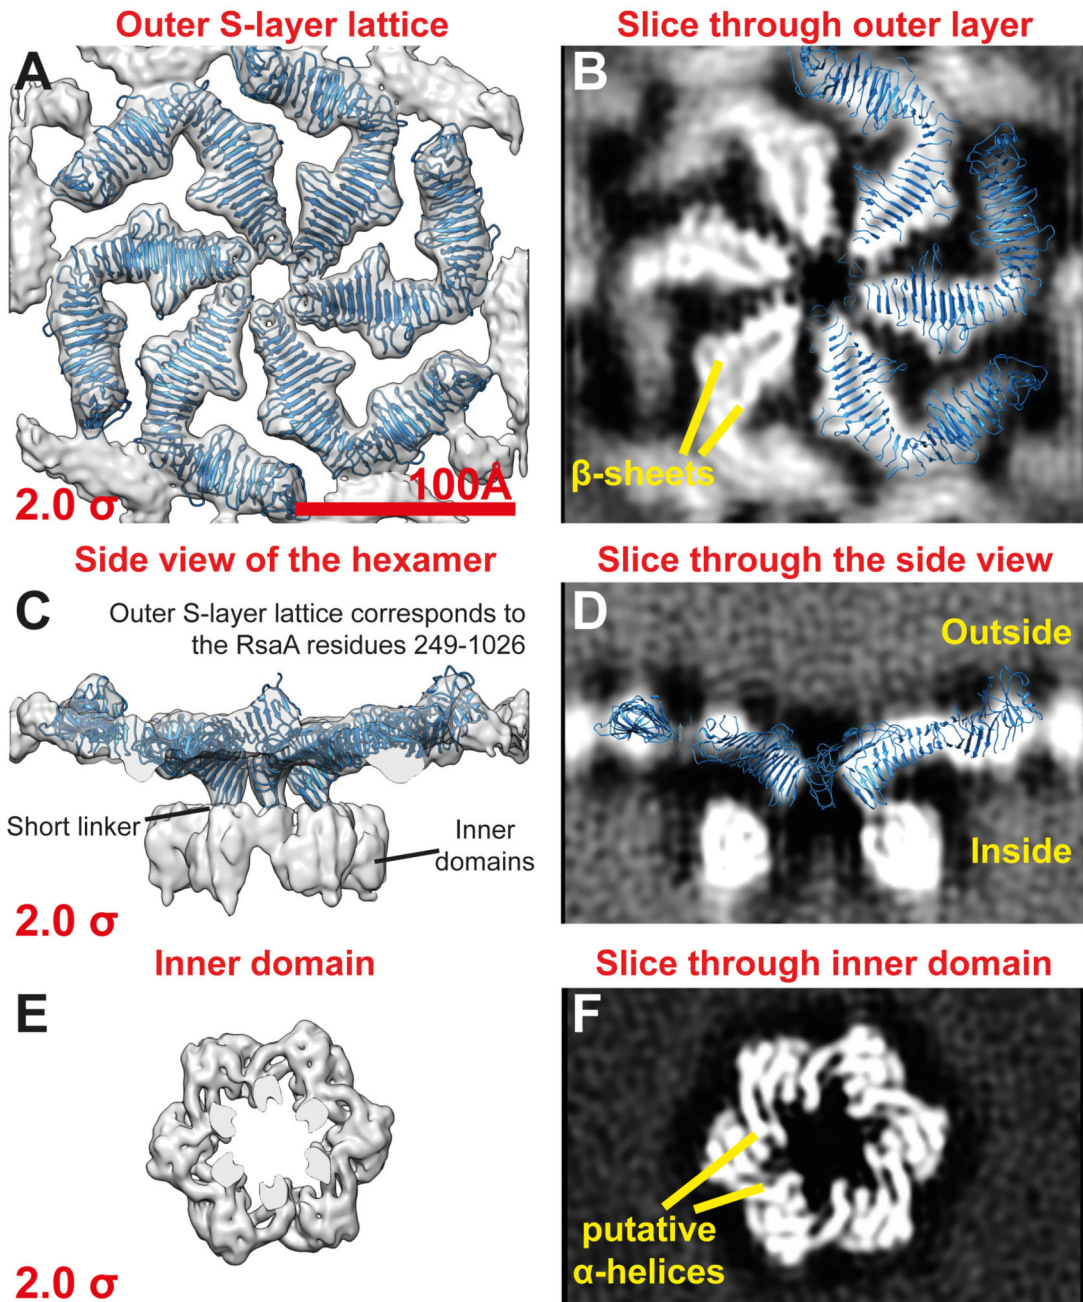 Outer S-layer lattice
Slice through outer layer
A
B
β-sheets
2.0 σ
100Å
Side view of the hexamer
Slice through the side view
C
Outer S-layer lattice corresponds to
the RsaA residues 249-1026
D
Outside
Short linker
Inner
domains
Inside
2.0 σ
Inner domain
Slice through inner domain
E
F
putative
α-helices
2.0 σ